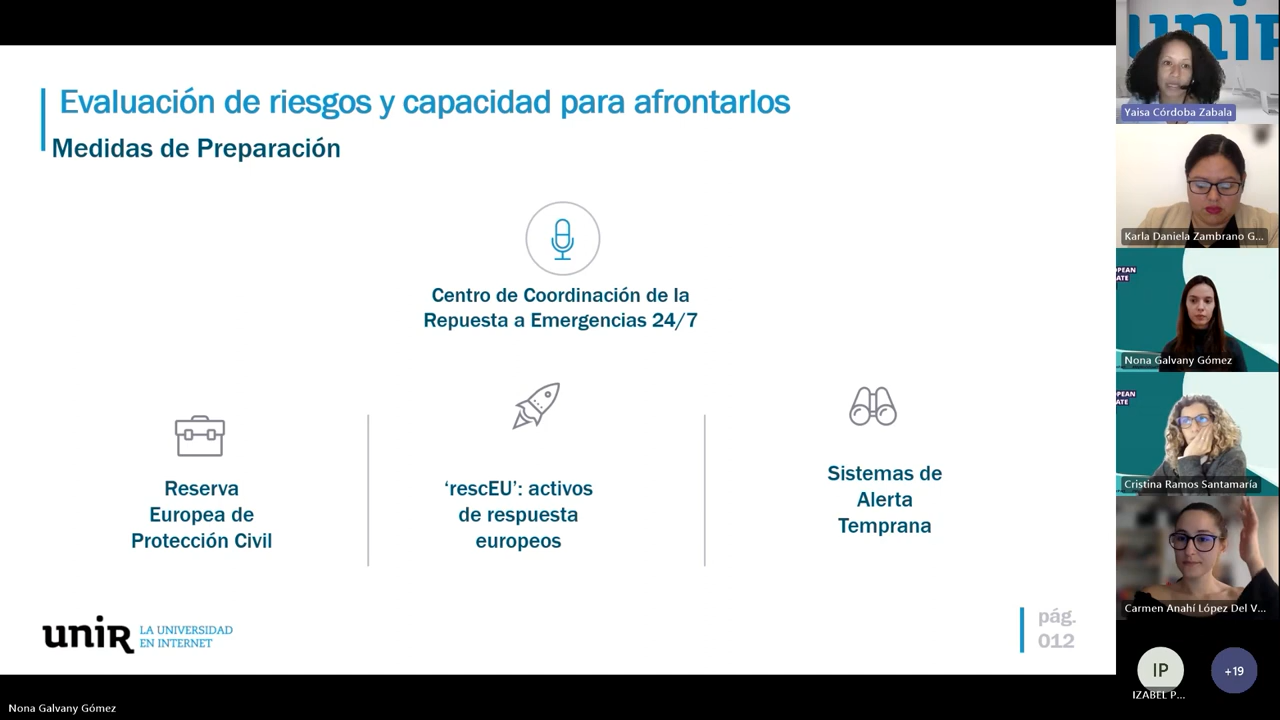 Evaluación de riesgos y capacidad para afrontarlos
Medidas de Preparación
Centro de Coordinación de la
Repuesta a Emergencias 24/7
Reserva
Europea de
Protección Civil
‘rescEU’: activos
de respuesta
europeos
Sistemas de
Alerta
Temprana
unir
LA UNIVERSIDAD
EN INTERNET
pág.
012
Nona Galvany Gómez
unir
Yaisa Córdoba Zabala
Karla Daniela Zambrano G...
Nona Galvany Gómez
Cristina Ramos Santamaría
Carmen Anahí López Del V...
IP
IZABEL P...
+19